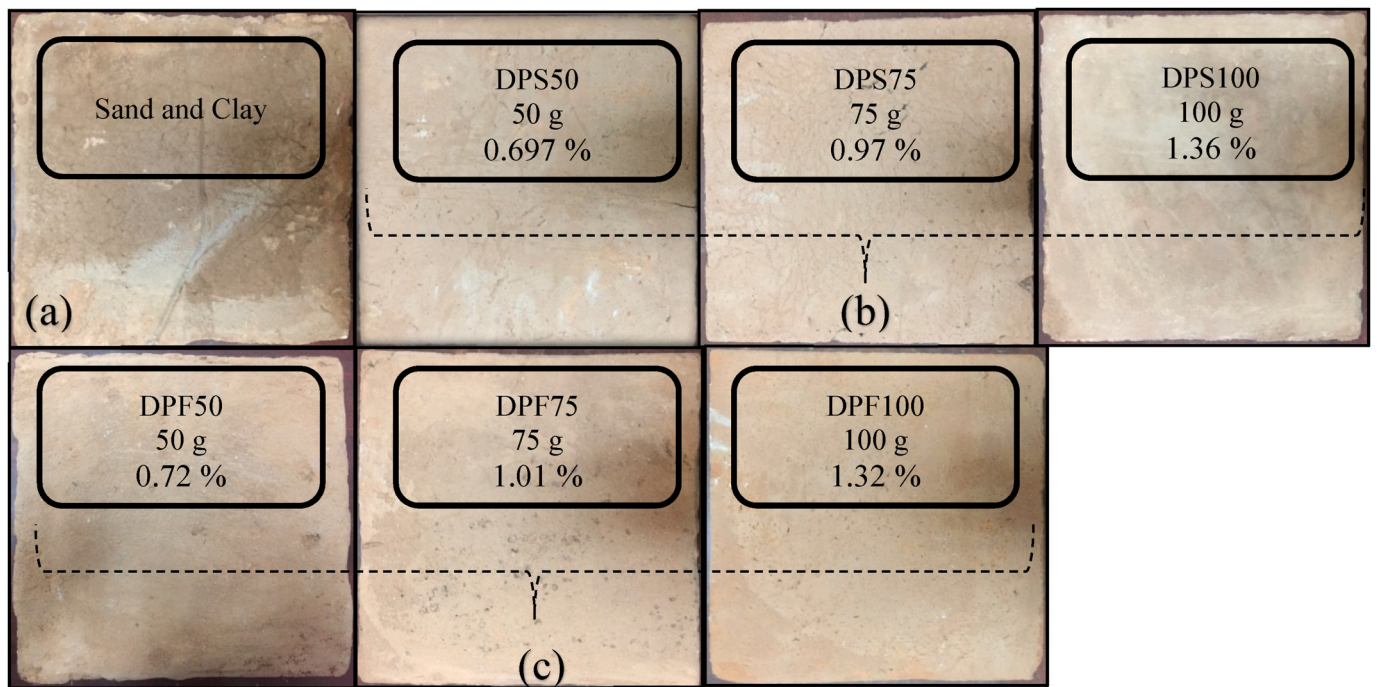 Sand and Clay
(a)
DPS50
50 g
0.697 %
DPS75
75 g
0.97 %
DPS100
100 g
1.36 %
(b)
DPF50
50 g
0.72 %
DPF75
75 g
1.01 %
DPF100
100 g
1.32 %
(c)